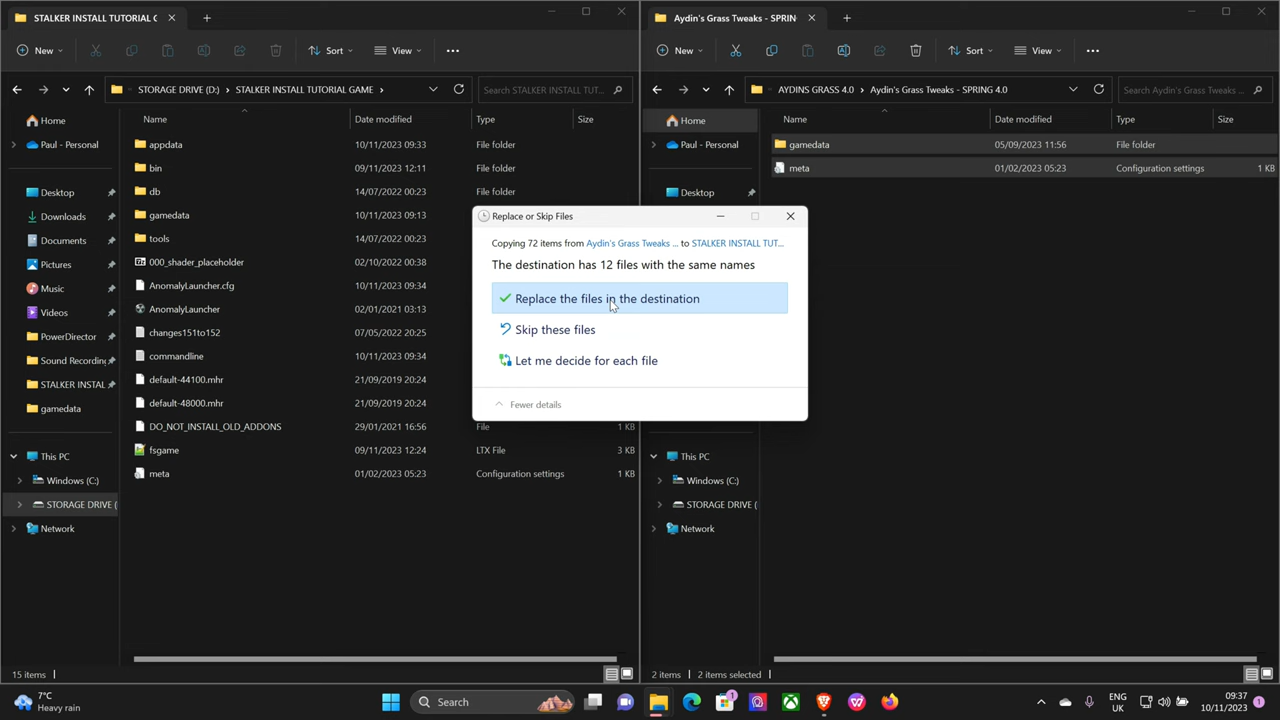 STALKER INSTALL TUTORIAL G
Aydin's Grass Tweaks - SPRIN
New
Sort
View
New
Sort
View
STORAGE DRIVE (D:) > STALKER INSTALL TUTORIAL GAME >
Search STALKER INSTALL TUT...
AYDINS GRASS 4.0 > Aydin's Grass Tweaks - SPRING 4.0
Search Aydin's Grass Tweaks ...
Home
Paul - Personal
Desktop
Downloads
Documents
Pictures
Music
Videos
PowerDirector
Sound Recording
STALKER INSTAL
gamedata
This PC
Windows (C:)
STORAGE DRIVE (
Network
Name Date modified Type Size
appdata 10/11/2023 09:33 File folder
bin 09/11/2023 12:11 File folder
db 14/07/2022 00:23 File folder
gamedata 10/11/2023 09:13 File folder
tools 14/07/2022 00:23 File folder
000_shader_placeholder 02/10/2022 00:38
AnomalyLauncher.cfg 10/11/2023 09:33
AnomalyLauncher 02/01/2021 03:13
changes151to152 07/05/2022 20:25
commandline 10/11/2023 09:34
default-44100.mhr 21/09/2019 20:24
default-48000.mhr 21/09/2019 20:24
DO_NOT_INSTALL_OLD_ADDONS 29/01/2021 16:56 File 1 KB
fsgame 09/11/2023 12:24 LTX File 3 KB
meta 01/02/2023 05:23 Configuration settings 1 KB
Replace or Skip Files
Copying 72 items from Aydin's Grass Tweaks ... to STALKER INSTALL TUT...
The destination has 12 files with the same names
Replace the files in the destination
Skip these files
Let me decide for each file
Fewer details
Home
Paul - Personal
Desktop
This PC
Windows (C:)
STORAGE DRIVE (
Network
Name Date modified Type Size
gamedata 05/09/2023 11:56 File folder
meta 01/02/2023 05:23 Configuration settings 1 KB
15 items
2 items 2 items selected
7°C
Heavy rain
Search
ENG
UK
09:37
10/11/2023